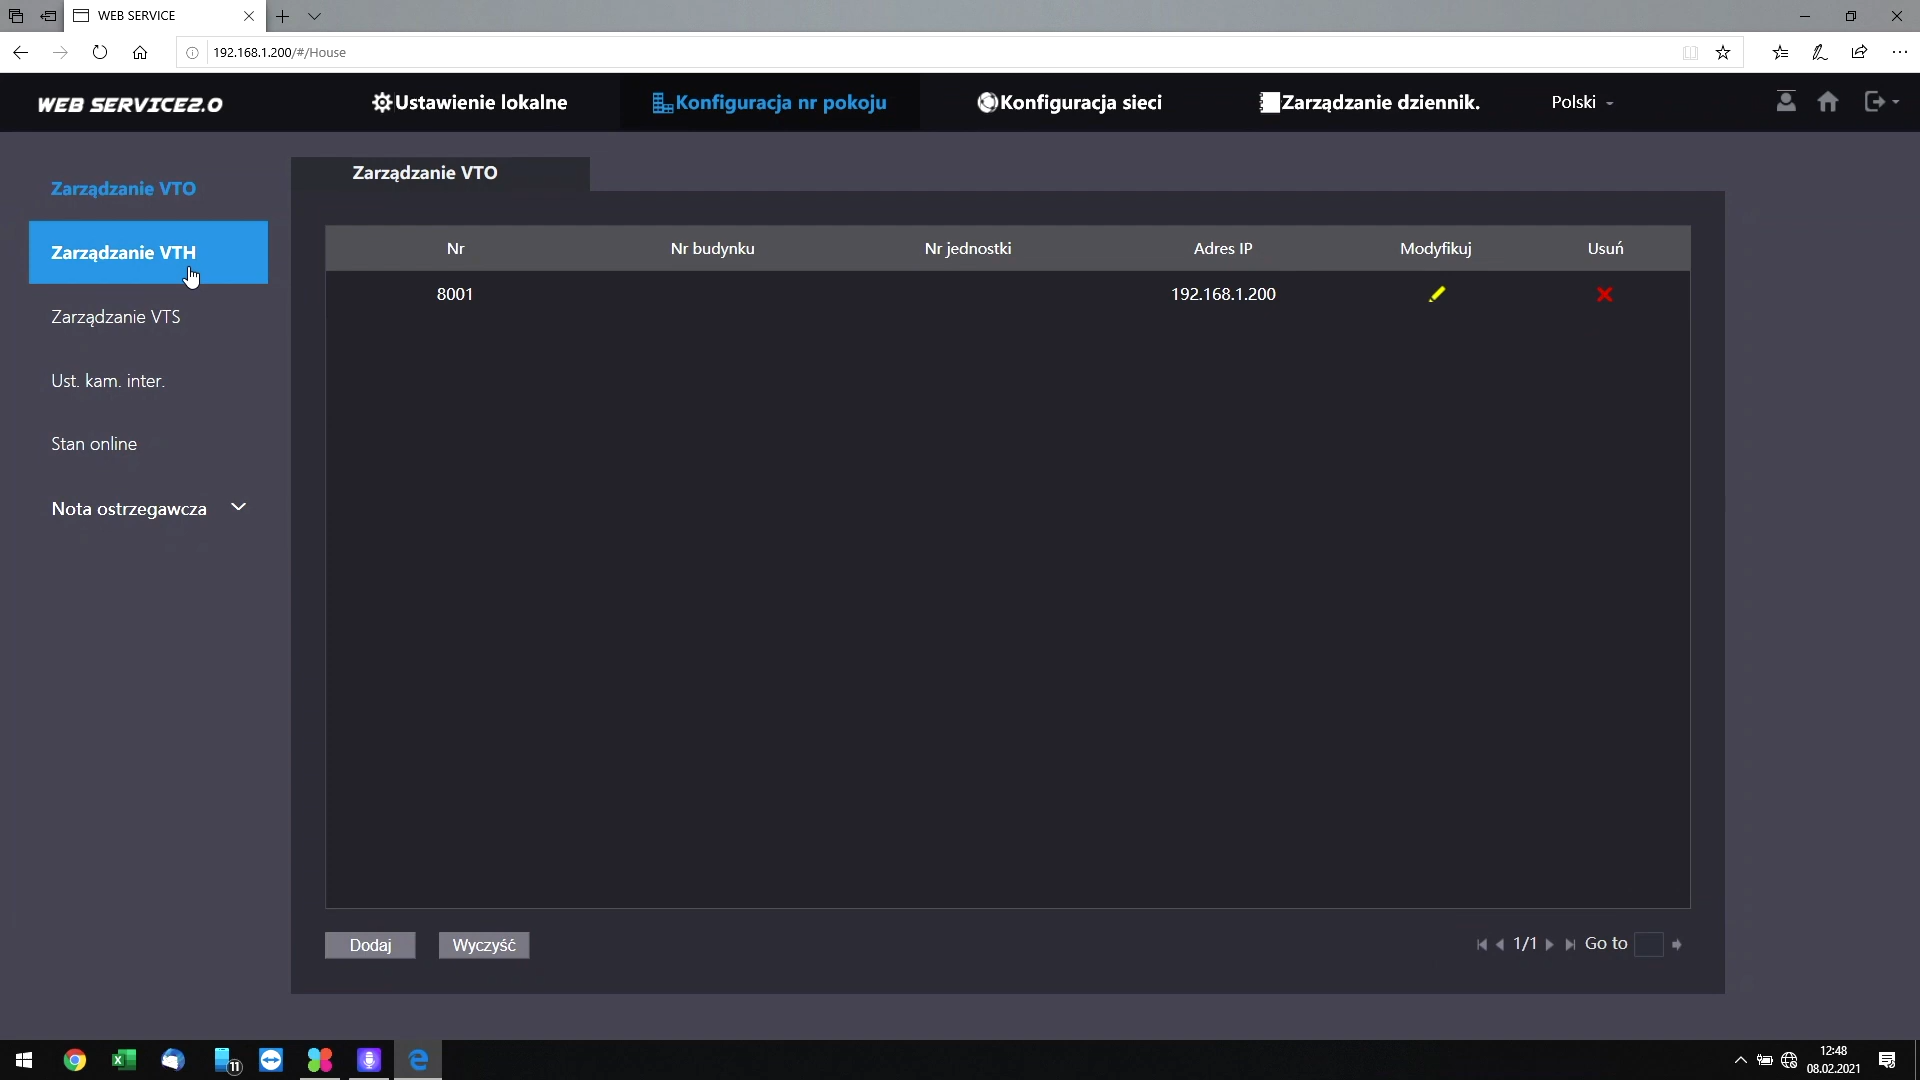 WEB SERVICE
192.168.1.200/#/House
WEB SERVICE2.0
Ustawienie lokalne
Konfiguracja nr pokoju
Konfiguracja sieci
Zarządzanie dziennik.
Polski
Zarządzanie VTO
Zarządzanie VTH
Zarządzanie VTS
Ust. kam. inter.
Stan online
Nota ostrzegawcza
Zarządzanie VTO
Nr Nr budynku Nr jednostki Adres IP Modyfikuj Usuń
8001 192.168.1.200
Dodaj Wyczyść
1/1 Go to
11
12:48
08.02.2021